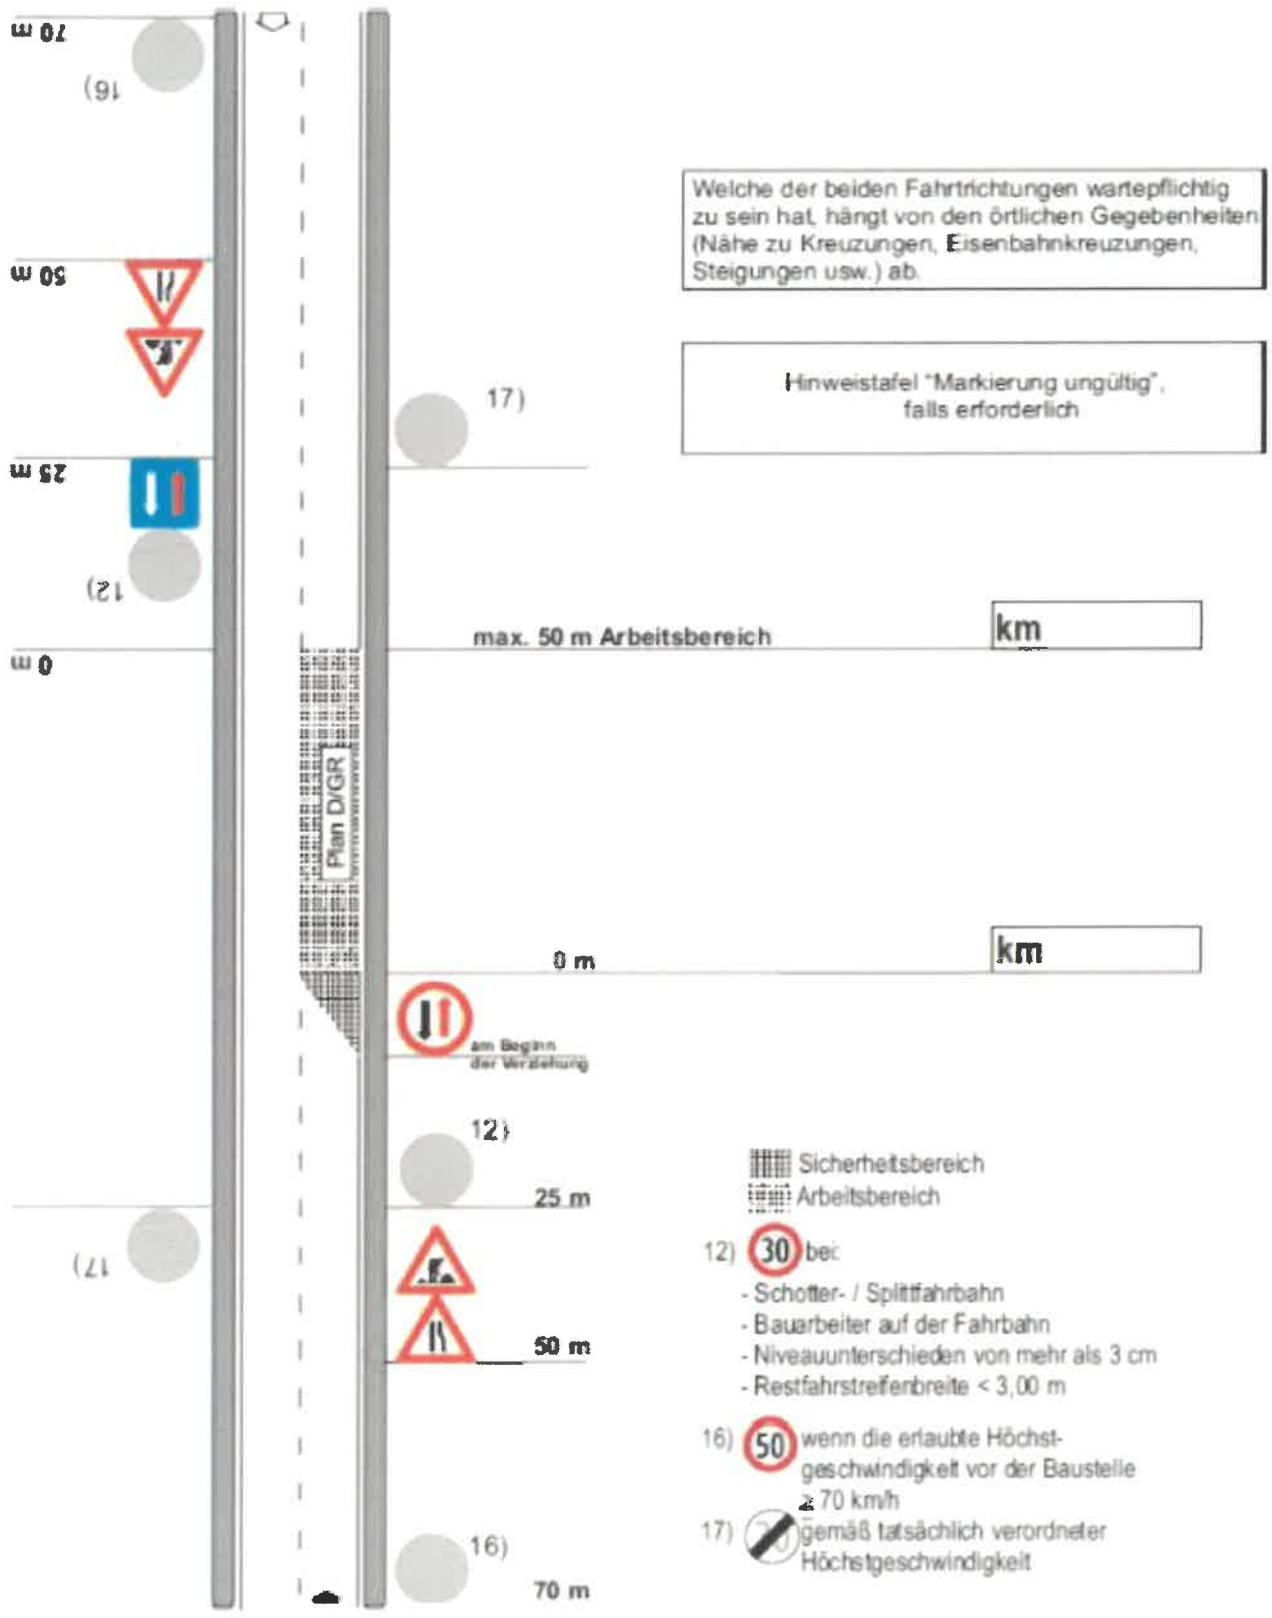 70 m
16)
Welche der beiden Fahrtrichtungen wartepflichtig
zu sein hat, hängt von den örtlichen Gegebenheiten
(Nähe zu Kreuzungen, Eisenbahnkreuzungen,
Steigungen usw.) ab.
50 m
Hinweistafel "Markierung ungültig",
falls erforderlich
17)
25 m
12)
max. 50 m Arbeitsbereich
km
0 m
Plan D/GR
0 m
km
am Beginn
der Verziehung
12)
25 m
17)
50 m
16)
70 m
Sicherheitsbereich
Arbeitsbereich
12) 30 bei:
- Schotter- / Splittfahrbahn
- Bauarbeiter auf der Fahrbahn
- Niveauunterschieden von mehr als 3 cm
- Restfahrstreifenbreite < 3,00 m
16) 50 wenn die erlaubte Höchst-
geschwindigkeit vor der Baustelle
≥ 70 km/h
17) gemäß tatsächlich verordneter
Höchstgeschwindigkeit